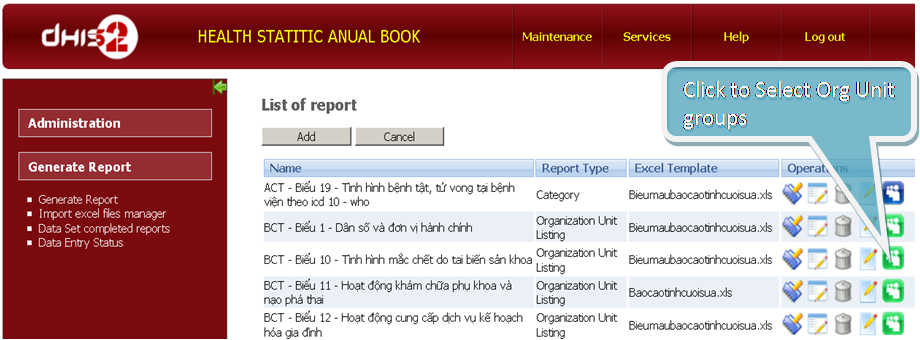 dhis2
HEALTH STATITIC ANUAL BOOK
Maintenance
Services
Help
Log out
Click to Select Org Unit
groups
Administration
Generate Report
Generate Report
Import excel files manager
Data Set completed reports
Data Entry Status
List of report
Add
Cancel
Name Report Type Excel Template Operations
ACT - Biểu 19 - Tình hình bệnh tật, tử vong tại bệnh
viện theo icd 10 - who
Category
Bieumaubaocaotinhcuoisua.xls
BCT - Biểu 1 - Dân số và đơn vị hành chính
Organization Unit
Listing
Bieumaubaocaotinhcuoisua.xls
BCT - Biểu 10 - Tình hình mắc chết do tai biến sản khoa
Organization Unit
Listing
Bieumaubaocaotinhcuoisua.xls
BCT - Biểu 11 - Hoạt động khám chữa phụ khoa và
nạo phá thai
Organization Unit
Listing
Baocaotinhcuoisua.xls
BCT - Biểu 12 - Hoạt động cung cấp dịch vụ kế hoạch
hóa gia đình
Organization Unit
Listing
Bieumaubaocaotinhcuoisua.xls